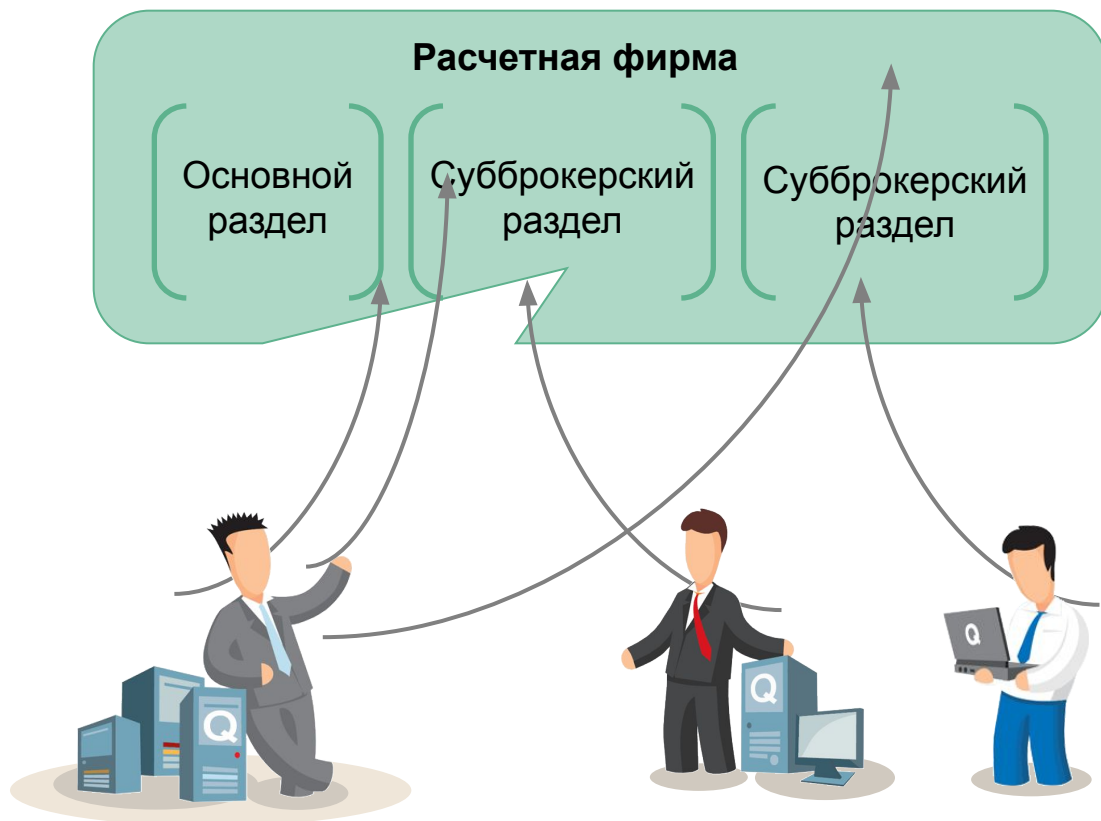 Расчетная фирма
Основной
раздел
Субброкерский
раздел
Субброкерский
раздел
Q
Q
Q